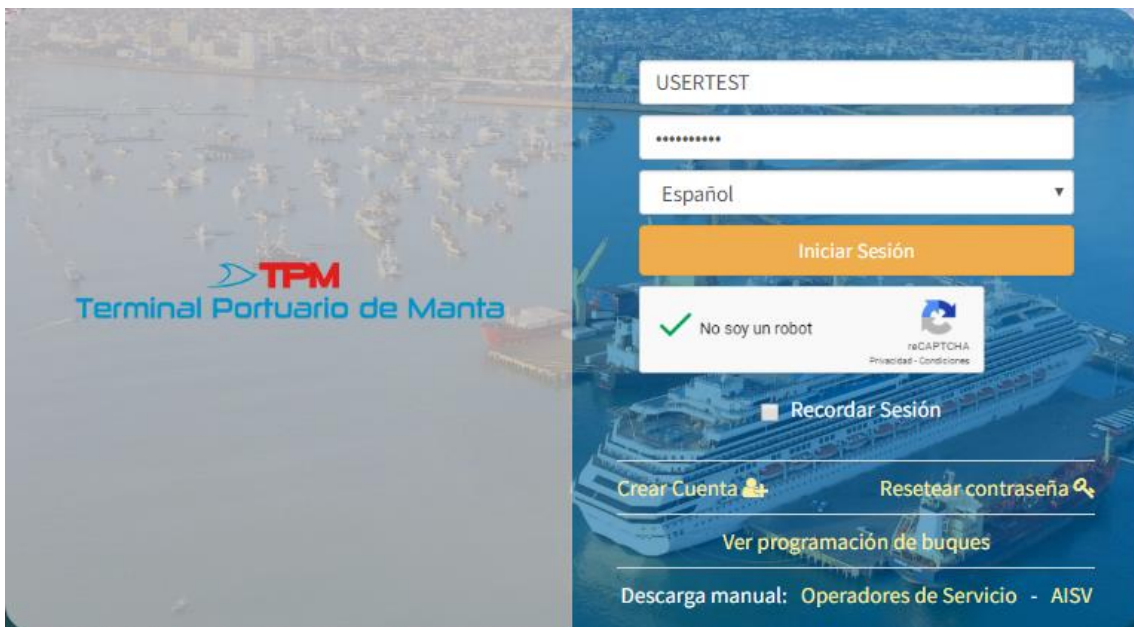 USERTEST
••••••••••
Español
Iniciar Sesión
TPM
Terminal Portuario de Manta
No soy un robot
reCAPTCHA
Privacidad - Condiciones
Recordar Sesión
Crear Cuenta
Resetear contraseña
Ver programación de buques
Descarga manual: Operadores de Servicio - AISV